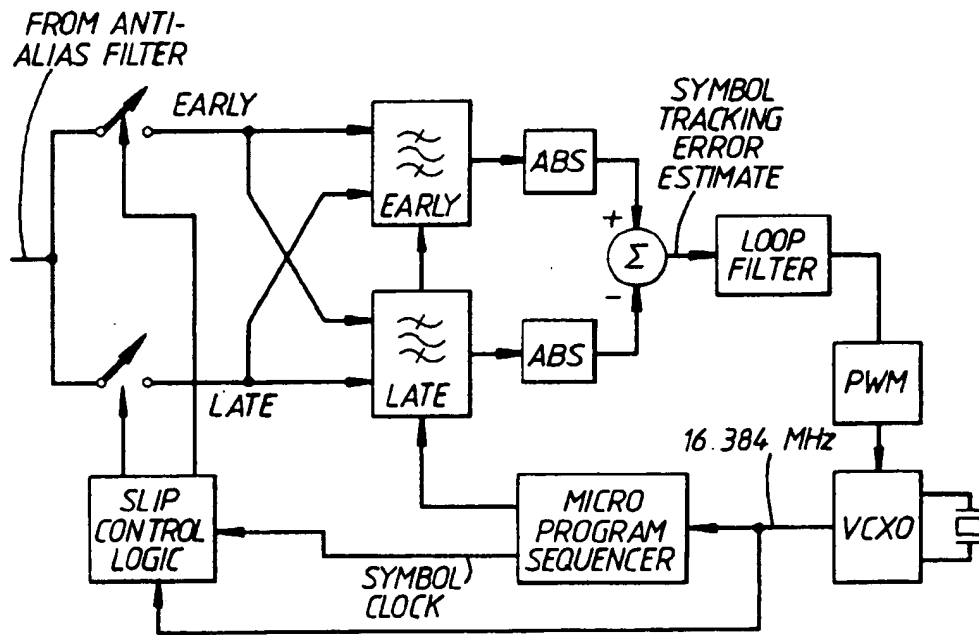 FROM ANTI-
ALIAS FILTER
EARLY
EARLY
ABS
SYMBOL
TRACKING
ERROR
ESTIMATE
+
Σ
-
LOOP
FILTER
LATE
LATE
ABS
PWM
16.384 MHz
SLIP
CONTROL
LOGIC
SYMBOL
CLOCK
MICRO
PROGRAM
SEQUENCER
VCXO